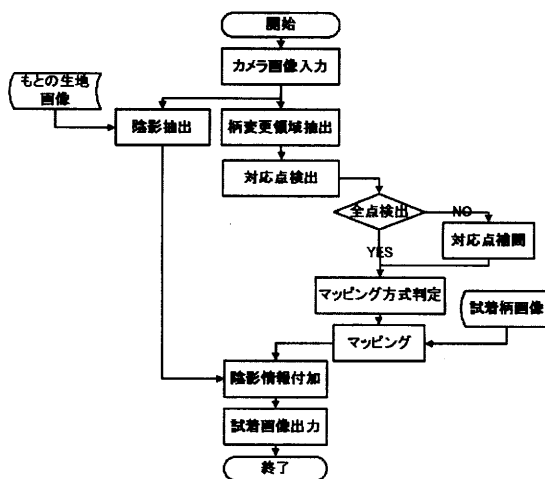 開始
カメラ画像入力
もとの生地
画像
陰影抽出
柄変更領域抽出
対応点検出
全点検出
NO
対応点補間
YES
マッピング方式判定
試着柄画像
マッピング
陰影情報付加
試着画像出力
終了